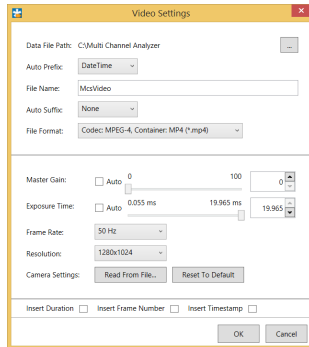 Video Settings
Data File Path: C:\Multi Channel Analyzer ...
Auto Prefix: DateTime
File Name: McsVideo
Auto Suffix: None
File Format: Codec: MPEG-4, Container: MP4 (*.mp4)
Master Gain: Auto 0 100 0
Exposure Time: Auto 0.055 ms 19.965 ms 19.965
Frame Rate: 50 Hz
Resolution: 1280x1024
Camera Settings: Read From File... Reset To Default
Insert Duration Insert Frame Number Insert Timestamp
OK Cancel